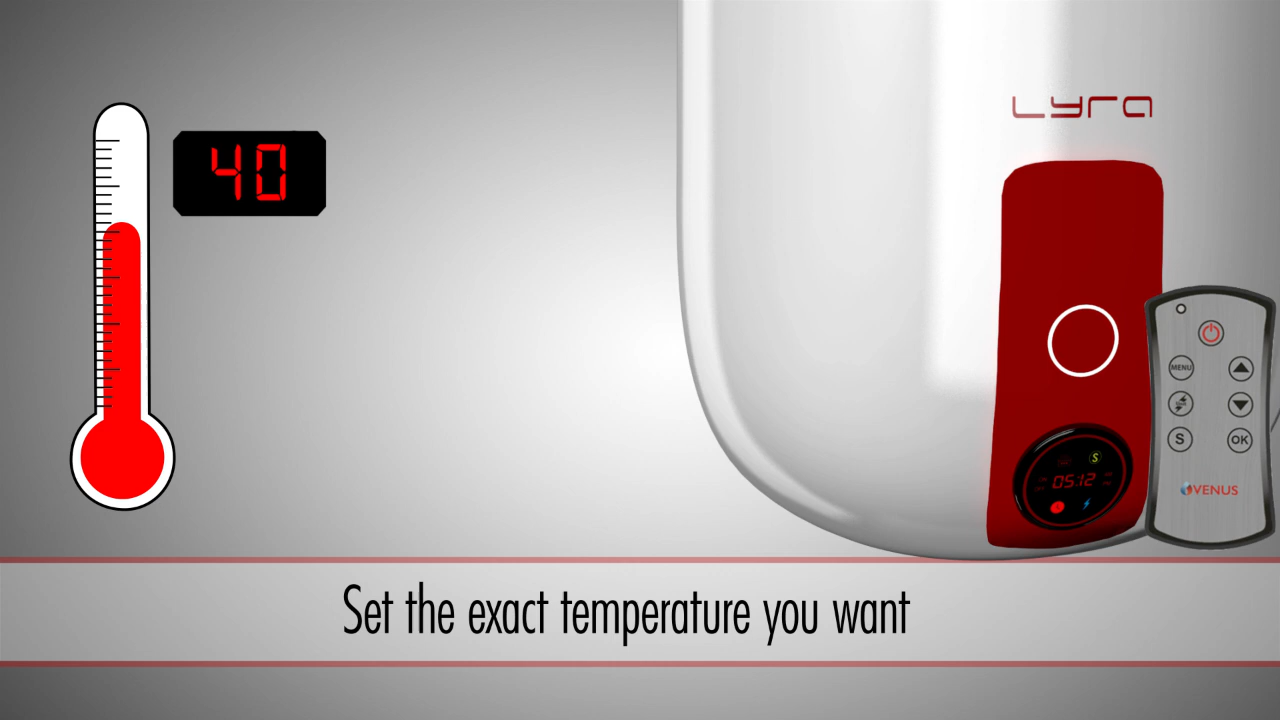 Lyra
40
MENU
S
S
OK
05:12
VENUS
Set the exact temperature you want